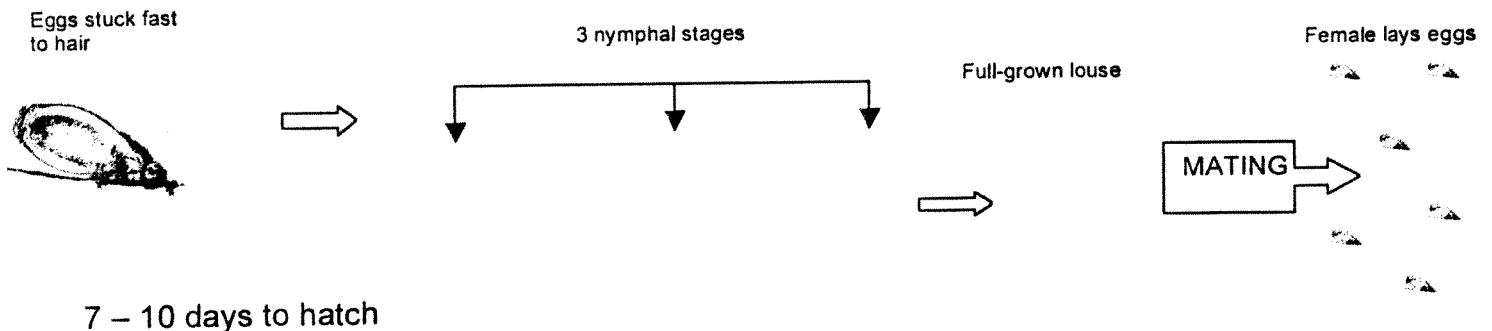 Eggs stuck fast
to hair
3 nymphal stages
Full-grown louse
Female lays eggs
MATING
7 – 10 days to hatch